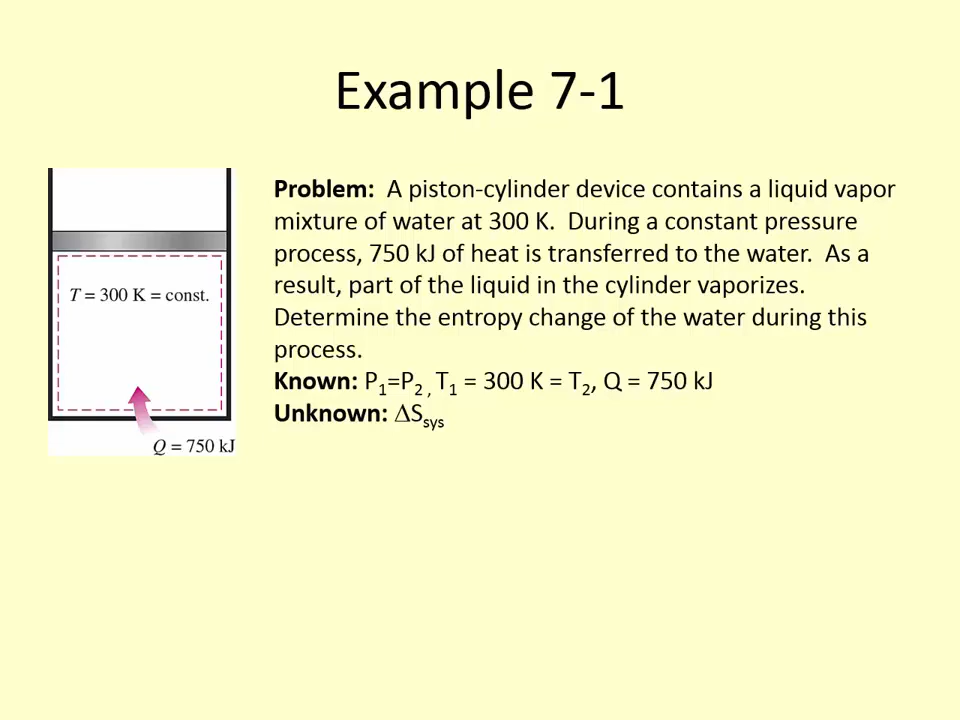 Example 7-1
Problem: A piston-cylinder device contains a liquid vapor
mixture of water at 300 K. During a constant pressure
process, 750 kJ of heat is transferred to the water. As a
result, part of the liquid in the cylinder vaporizes.
Determine the entropy change of the water during this
process.
Known: P₁=P₂ , T₁ = 300 K = T₂, Q = 750 kJ
Unknown: ΔSsys
T = 300 K = const.
Q = 750 kJ